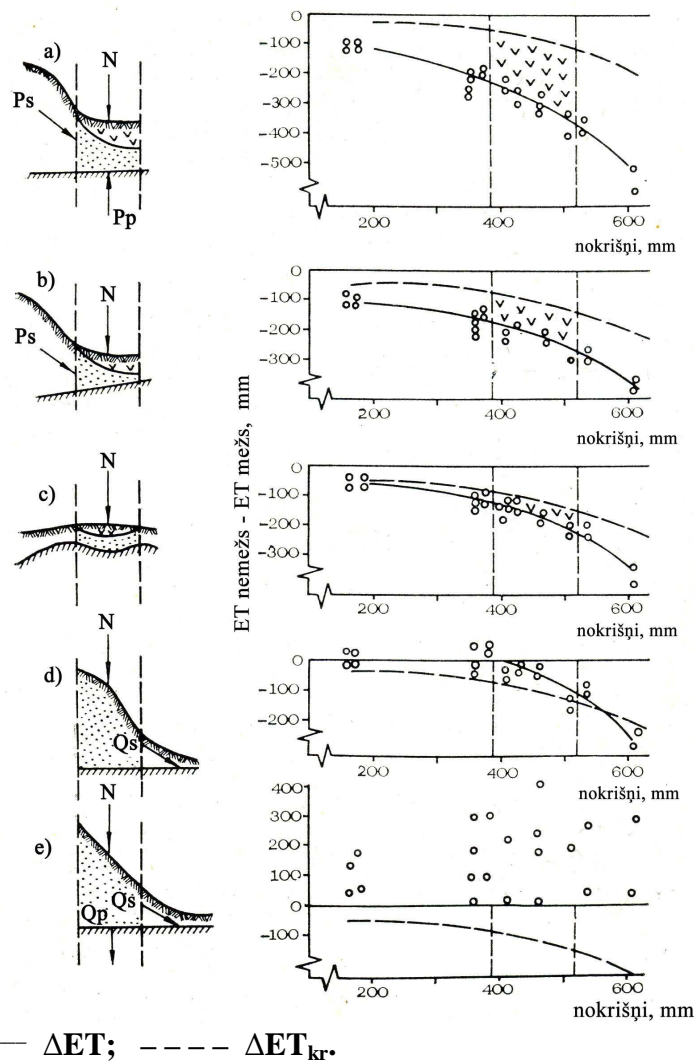 a)
N
Ps
Pp
0
-100
-200
-300
-400
-500
200
400
600
nokrišņi, mm
b)
N
Ps
0
-100
-200
-300
200
400
600
nokrišņi, mm
ET nemežs - ET mežs, mm
c)
N
0
-100
-200
-300
200
400
600
nokrišņi, mm
d)
N
Qs
0
-100
-200
200
400
600
nokrišņi, mm
e)
N
Qp
Qs
400
300
200
100
0
-100
200
400
600
nokrišņi, mm
— ΔET; ---- ΔETkr.